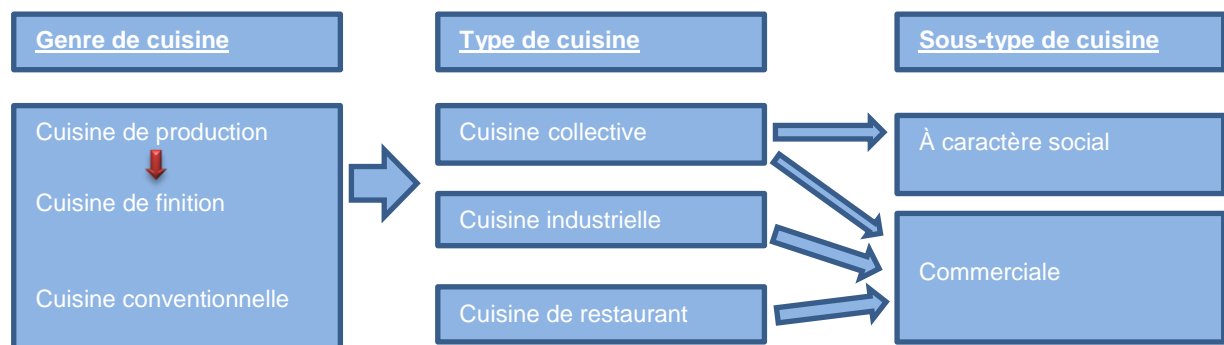 Genre de cuisine
Type de cuisine
Sous-type de cuisine
Cuisine de production
Cuisine de finition
Cuisine conventionnelle
Cuisine collective
Cuisine industrielle
Cuisine de restaurant
À caractère social
Commerciale